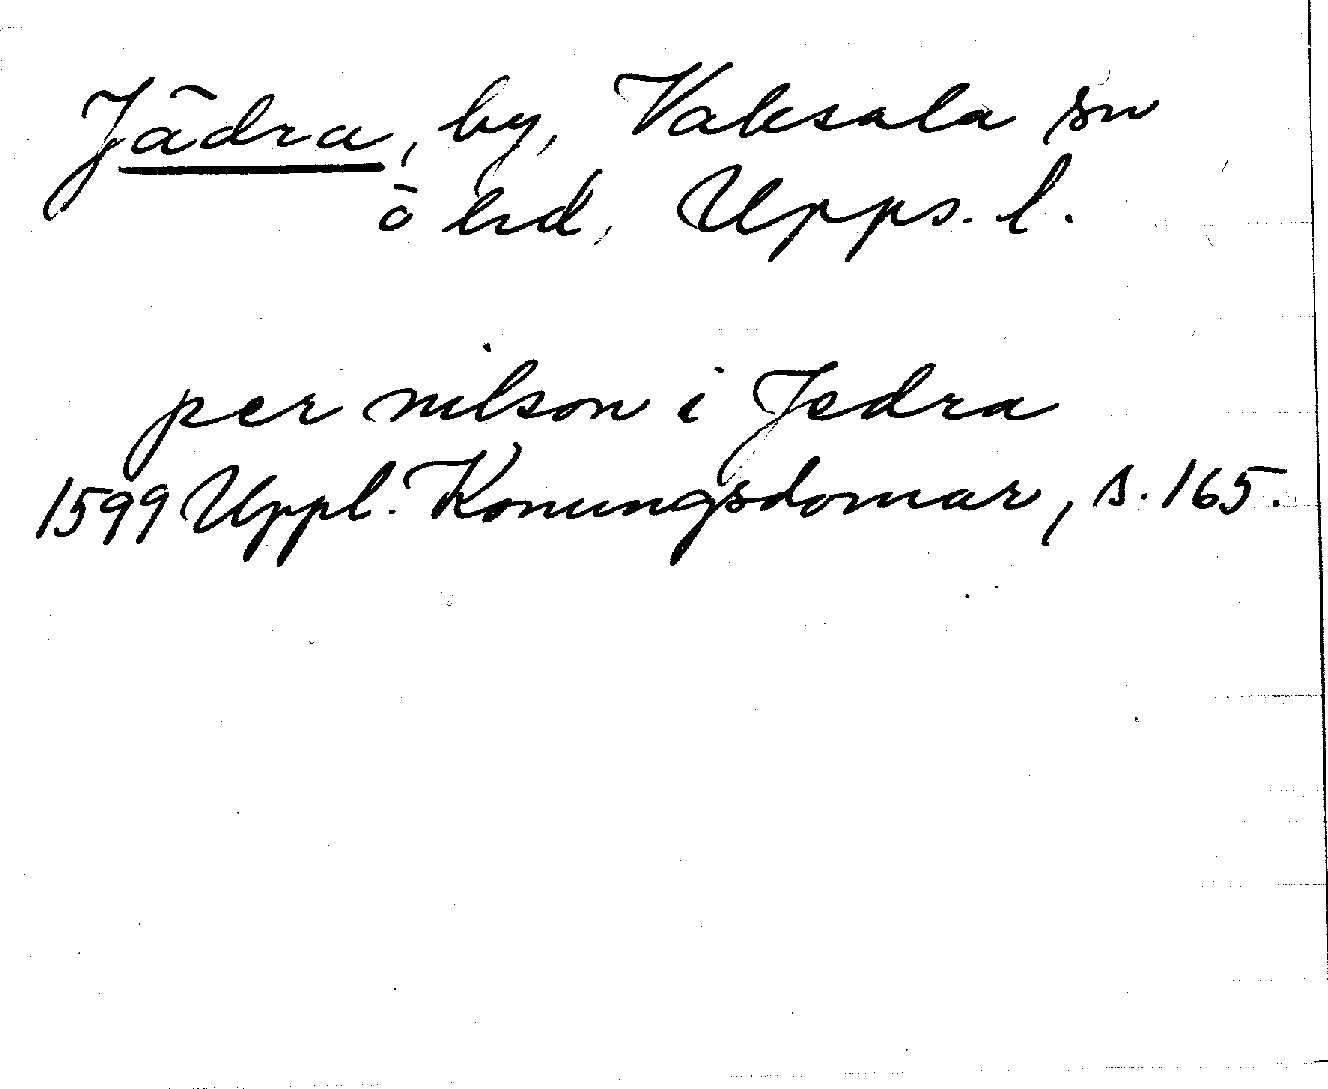 Jädra, by, Vaksala sn
ö hd, Upps. l.
per nilson i Jedra
1599 Uppl. Konungsdomar, s. 165.